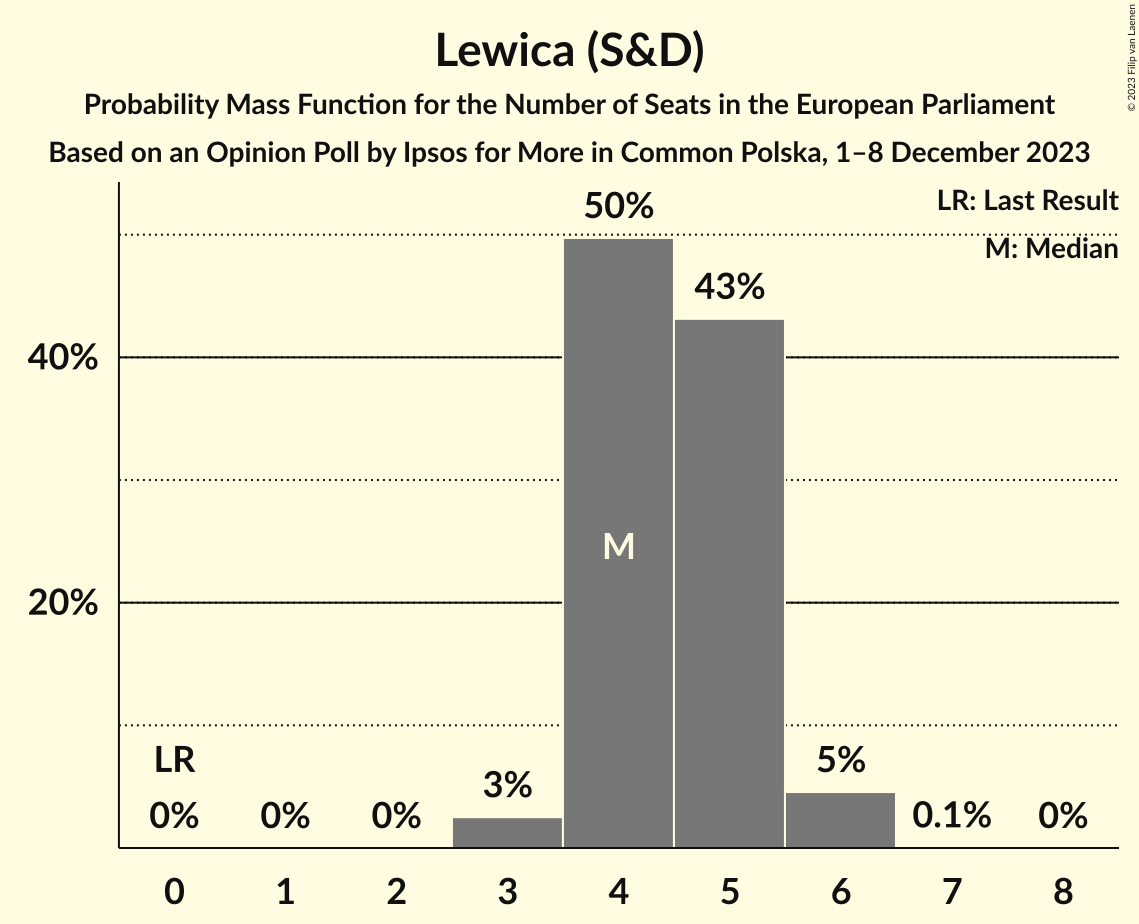 Lewica (S&D)
Probability Mass Function for the Number of Seats in the European Parliament
Based on an Opinion Poll by Ipsos for More in Common Polska, 1–8 December 2023
© 2023 Filip van Laenen
LR: Last Result
M: Median
50%
43%
40%
M
20%
LR
0%
0%
0%
3%
5%
0.1%
0%
0 1 2 3 4 5 6 7 8